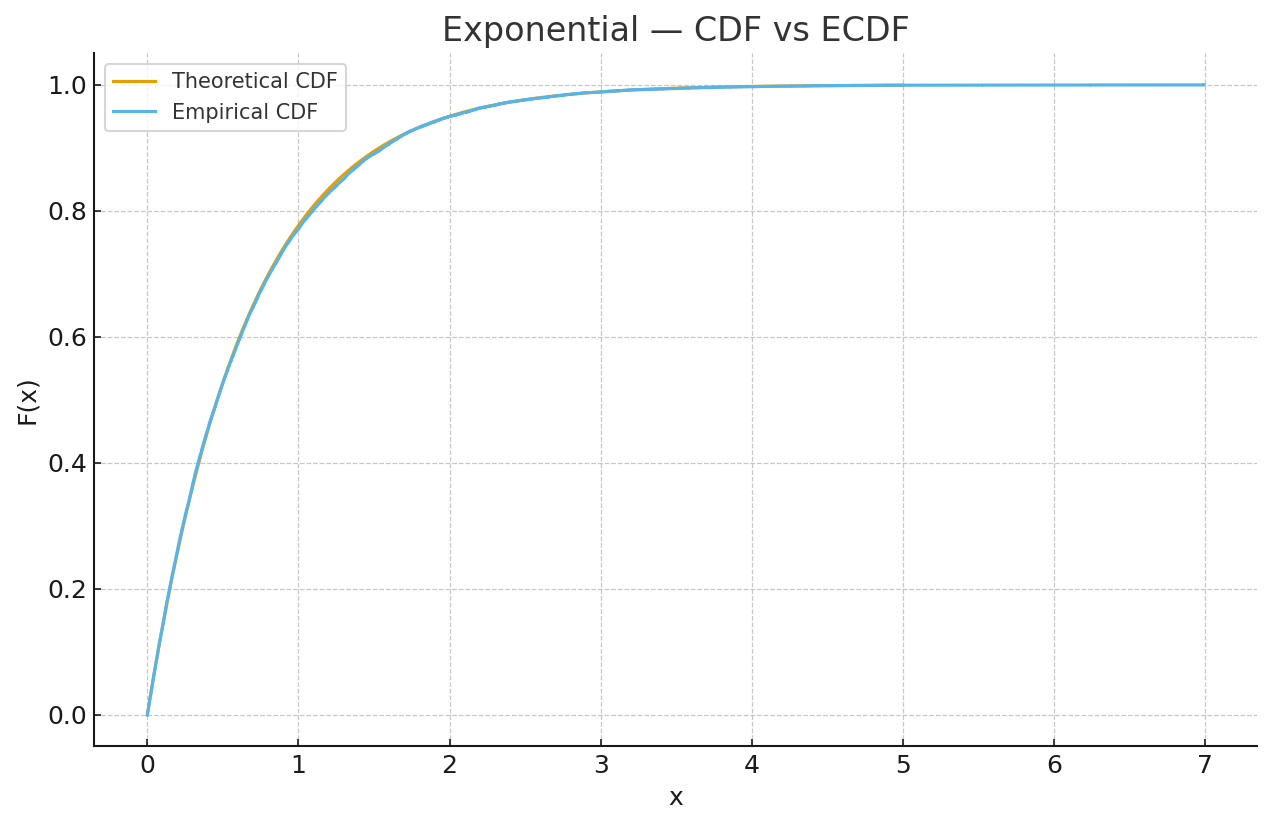 Exponential — CDF vs ECDF
Theoretical CDF
Empirical CDF
F(x)
1.0
0.8
0.6
0.4
0.2
0.0
0 1 2 3 4 5 6 7
x